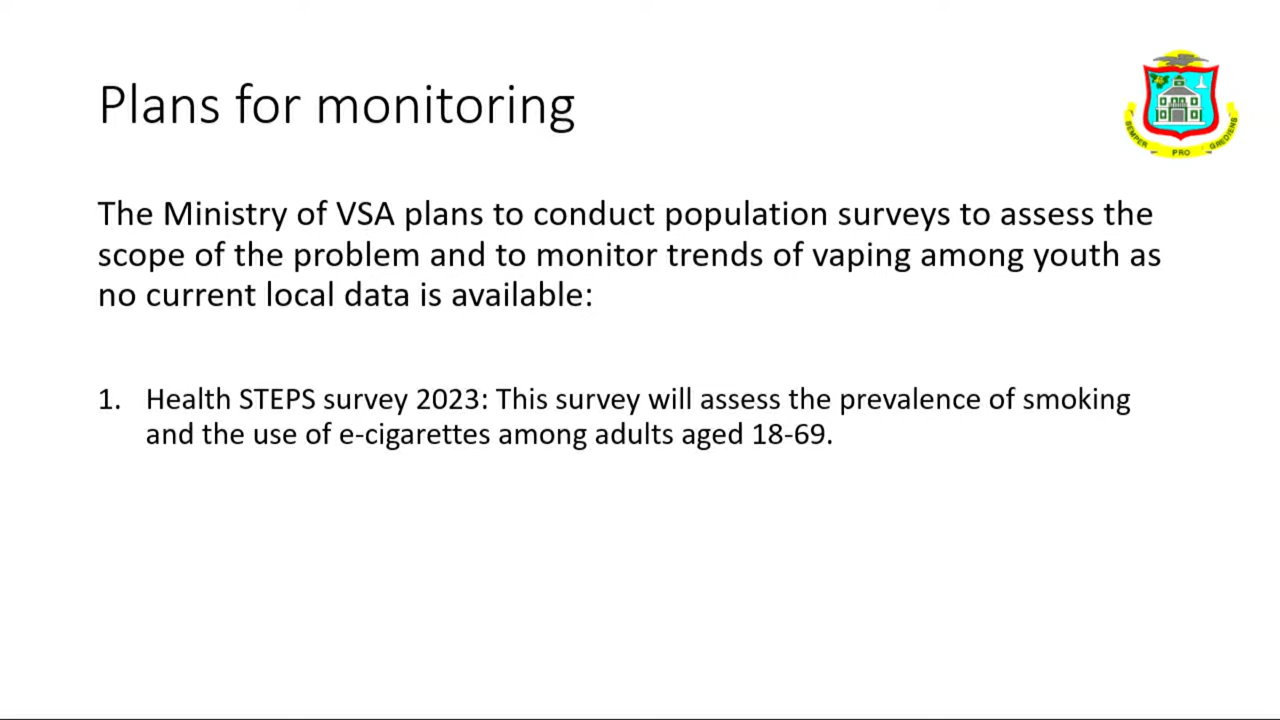 Plans for monitoring
SEMPER PRO GREDIENS
The Ministry of VSA plans to conduct population surveys to assess the
scope of the problem and to monitor trends of vaping among youth as
no current local data is available:
1. Health STEPS survey 2023: This survey will assess the prevalence of smoking
and the use of e-cigarettes among adults aged 18-69.